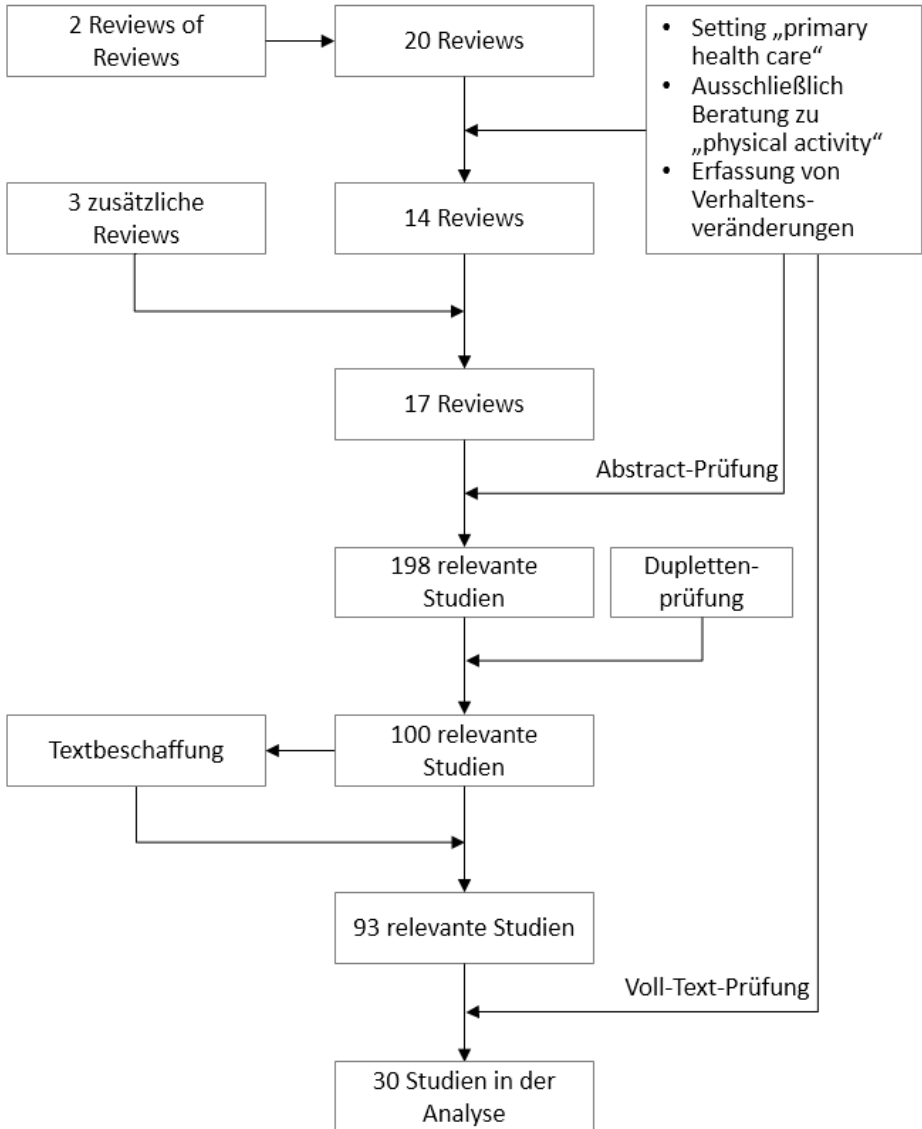 2 Reviews of
Reviews
20 Reviews
• Setting „primary
health care“
• Ausschließlich
Beratung zu
„physical activity“
• Erfassung von
Verhaltens-
veränderungen
3 zusätzliche
Reviews
14 Reviews
17 Reviews
Abstract-Prüfung
198 relevante
Studien
Dupletten-
prüfung
Textbeschaffung
100 relevante
Studien
93 relevante Studien
Voll-Text-Prüfung
30 Studien in der
Analyse